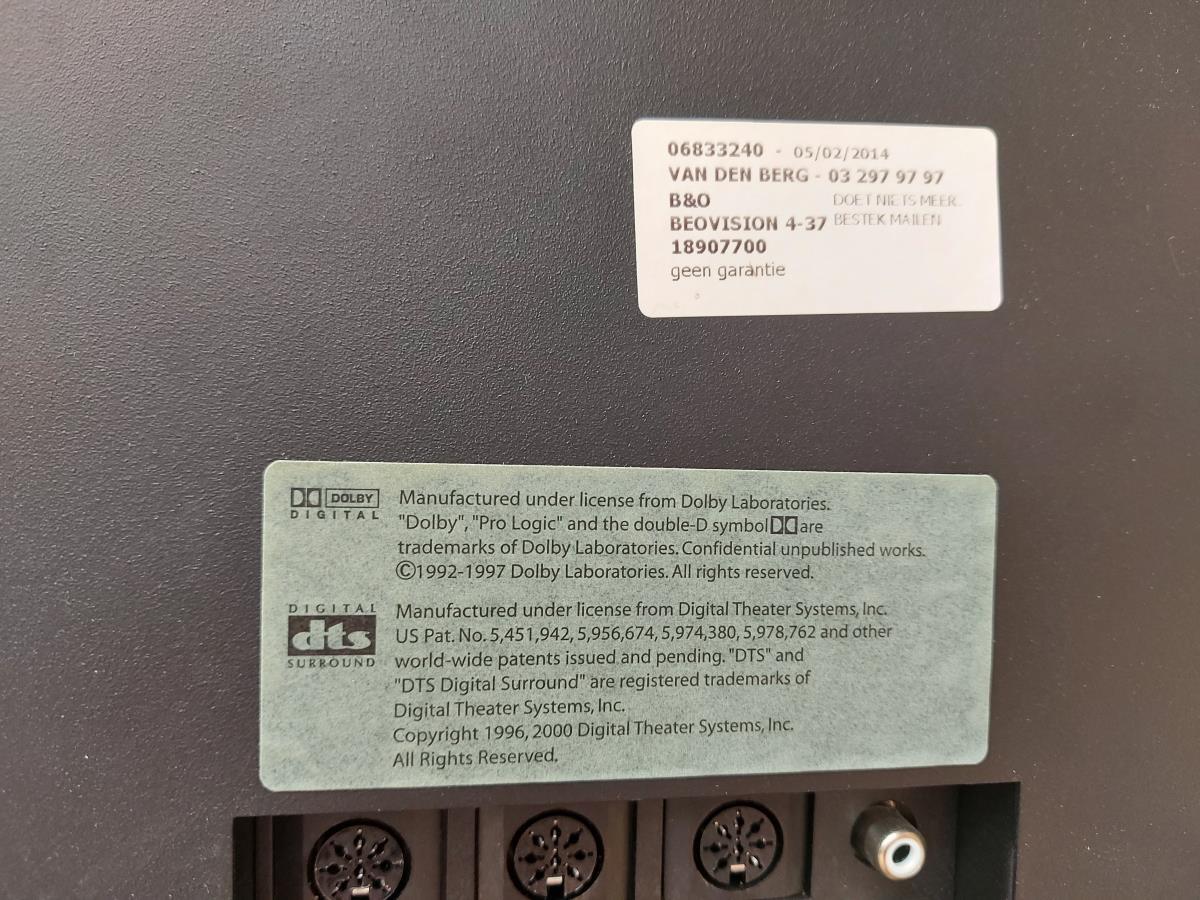 06833240 - 05/02/2014
VAN DEN BERG - 03 297 97 97
B&O
DOET NIETS MEER.
BEOVISION 4-37
BESTEK MAILEN
18907700
geen garantie
DOLBY
DIGITAL
Manufactured under license from Dolby Laboratories.
"Dolby", "Pro Logic" and the double-D symbol are
trademarks of Dolby Laboratories. Confidential unpublished works.
©1992-1997 Dolby Laboratories. All rights reserved.
DIGITAL
dts
SURROUND
Manufactured under license from Digital Theater Systems, Inc.
US Pat. No. 5,451,942, 5,956,674, 5,974,380, 5,978,762 and other
world-wide patents issued and pending. "DTS" and
"DTS Digital Surround" are registered trademarks of
Digital Theater Systems, Inc.
Copyright 1996, 2000 Digital Theater Systems, Inc.
All Rights Reserved.